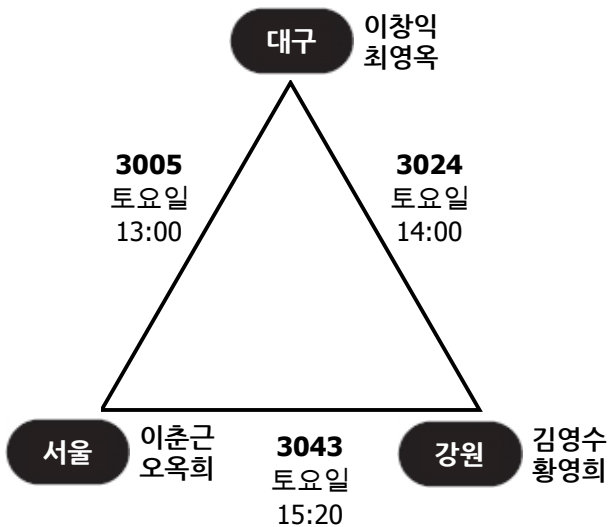 대구
이창익
최영옥
3005
토요일
13:00
3024
토요일
14:00
서울
이춘근
오옥희
3043
토요일
15:20
강원
김영수
황영희